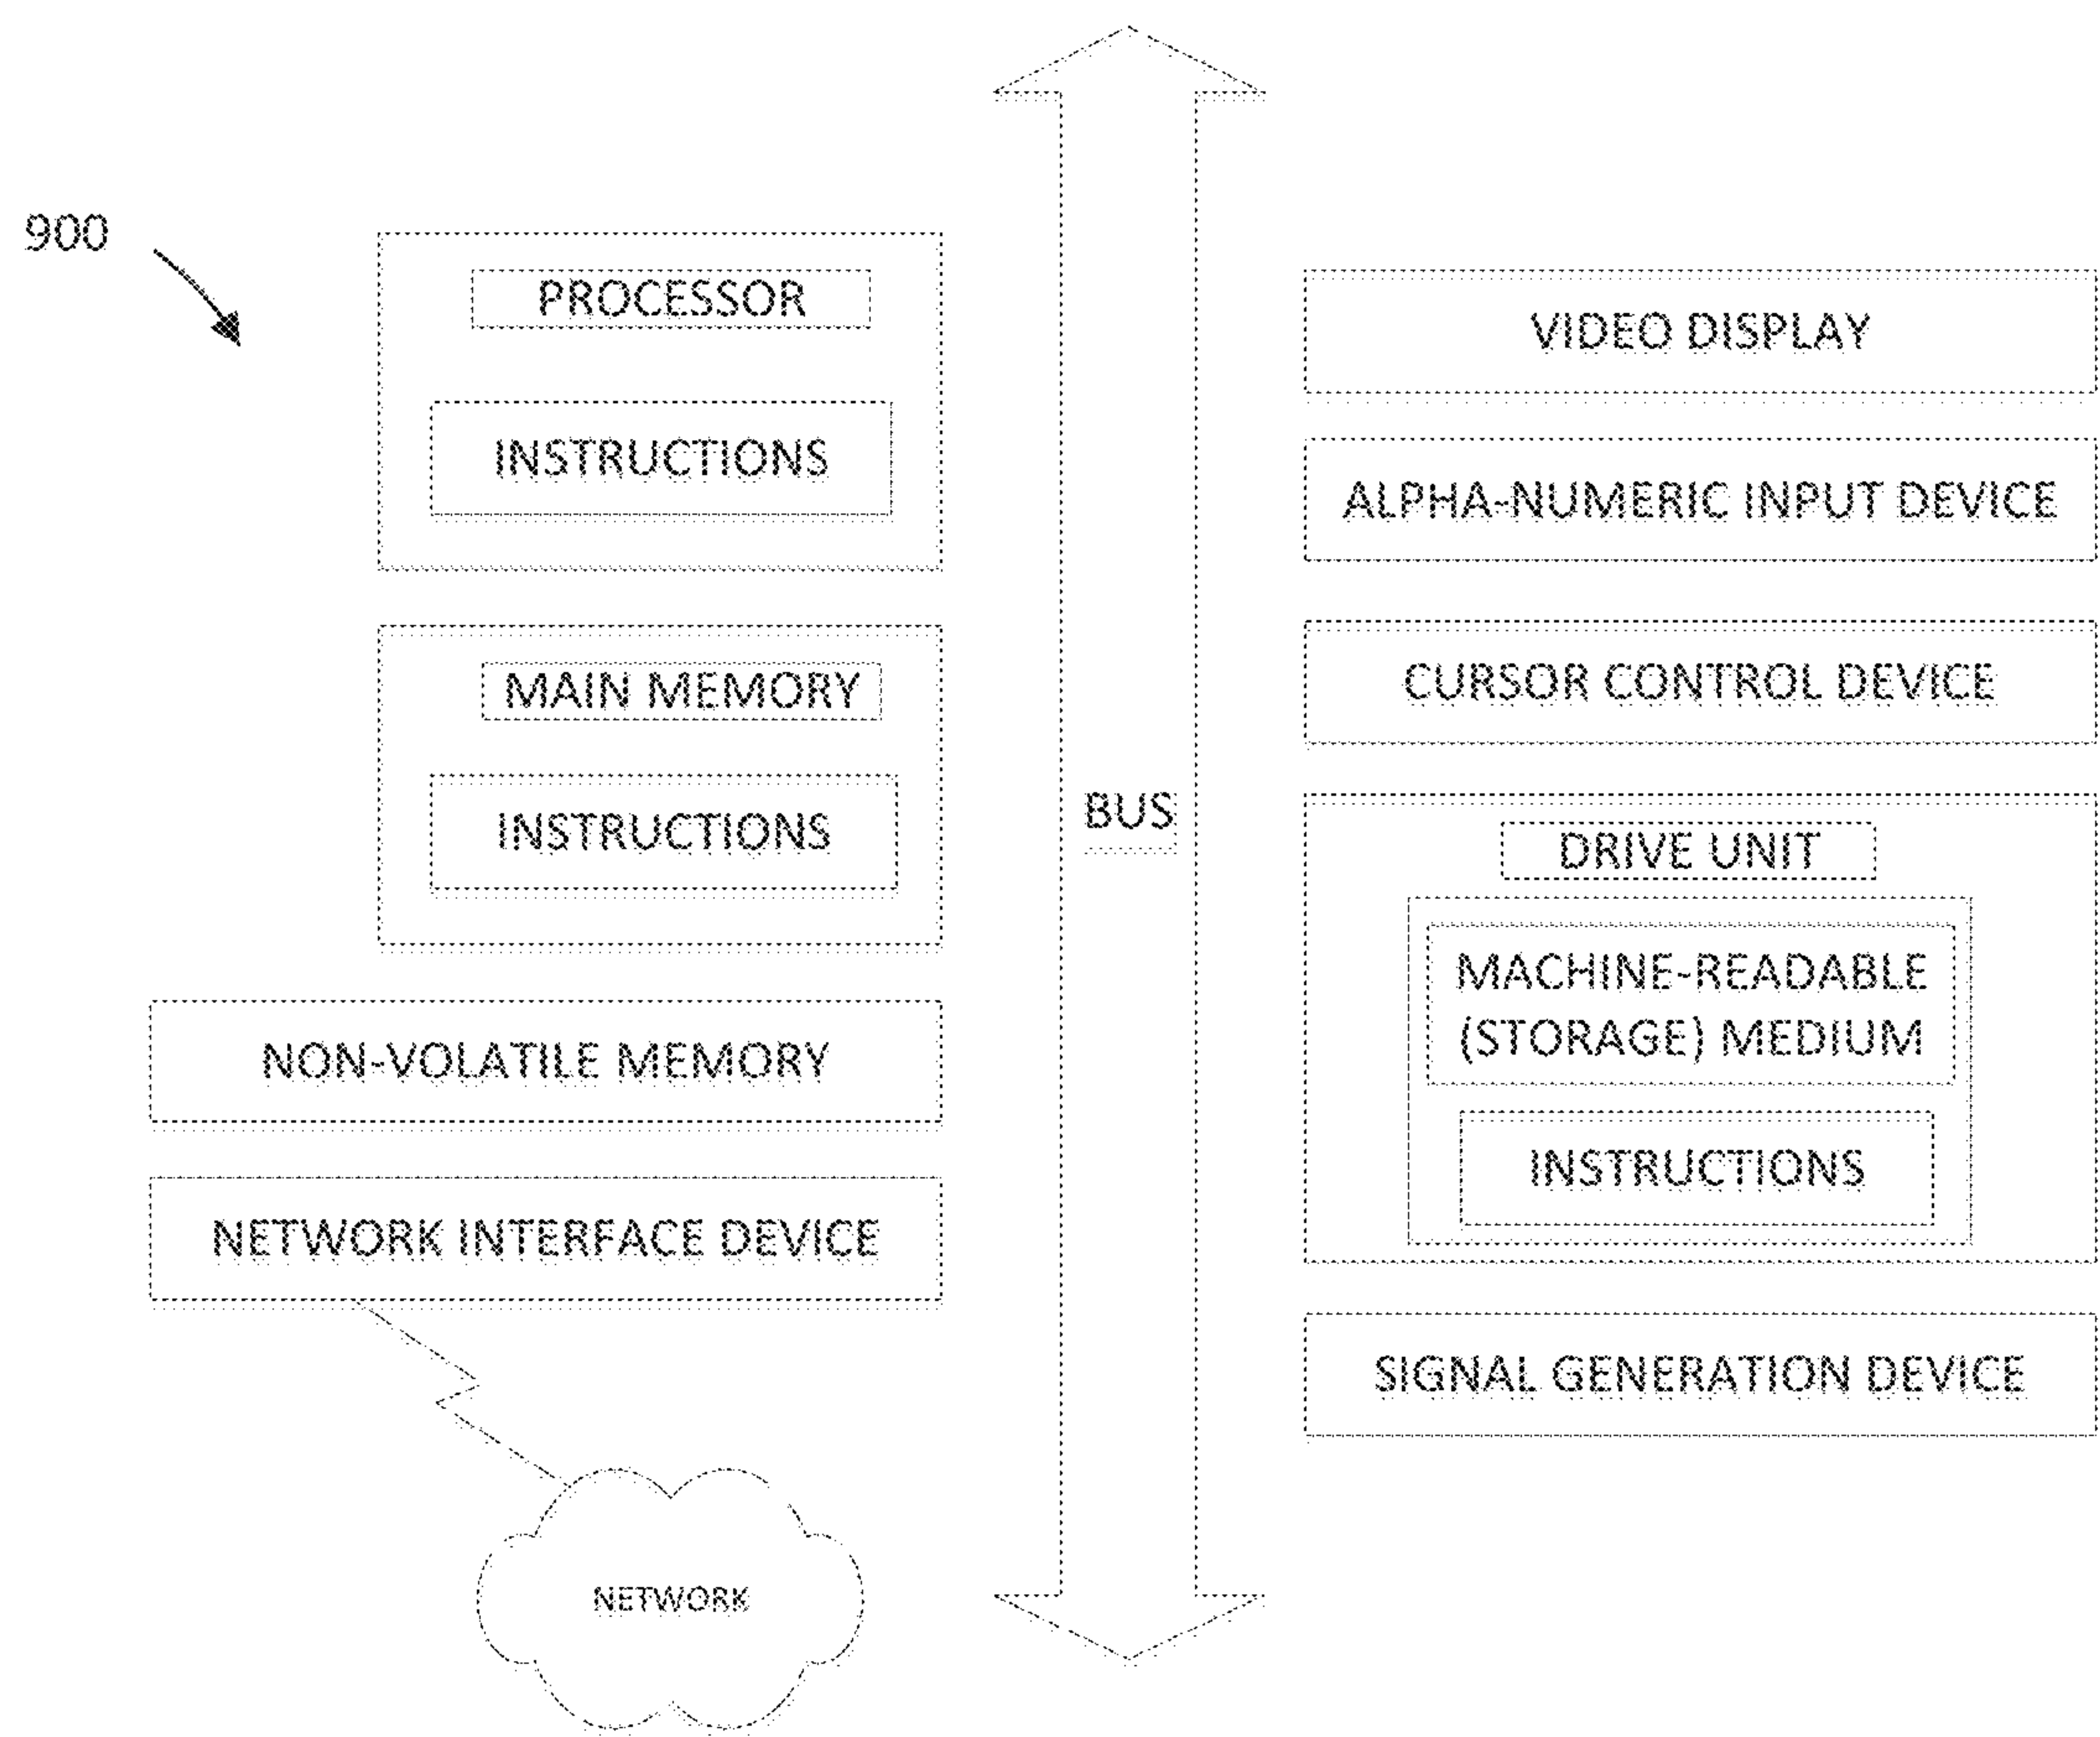 900
PROCESSOR
INSTRUCTIONS
MAIN MEMORY
INSTRUCTIONS
NON-VOLATILE MEMORY
NETWORK INTERFACE DEVICE
NETWORK
BUS
VIDEO DISPLAY
ALPHA-NUMERIC INPUT DEVICE
CURSOR CONTROL DEVICE
DRIVE UNIT
MACHINE-READABLE
(STORAGE) MEDIUM
INSTRUCTIONS
SIGNAL GENERATION DEVICE